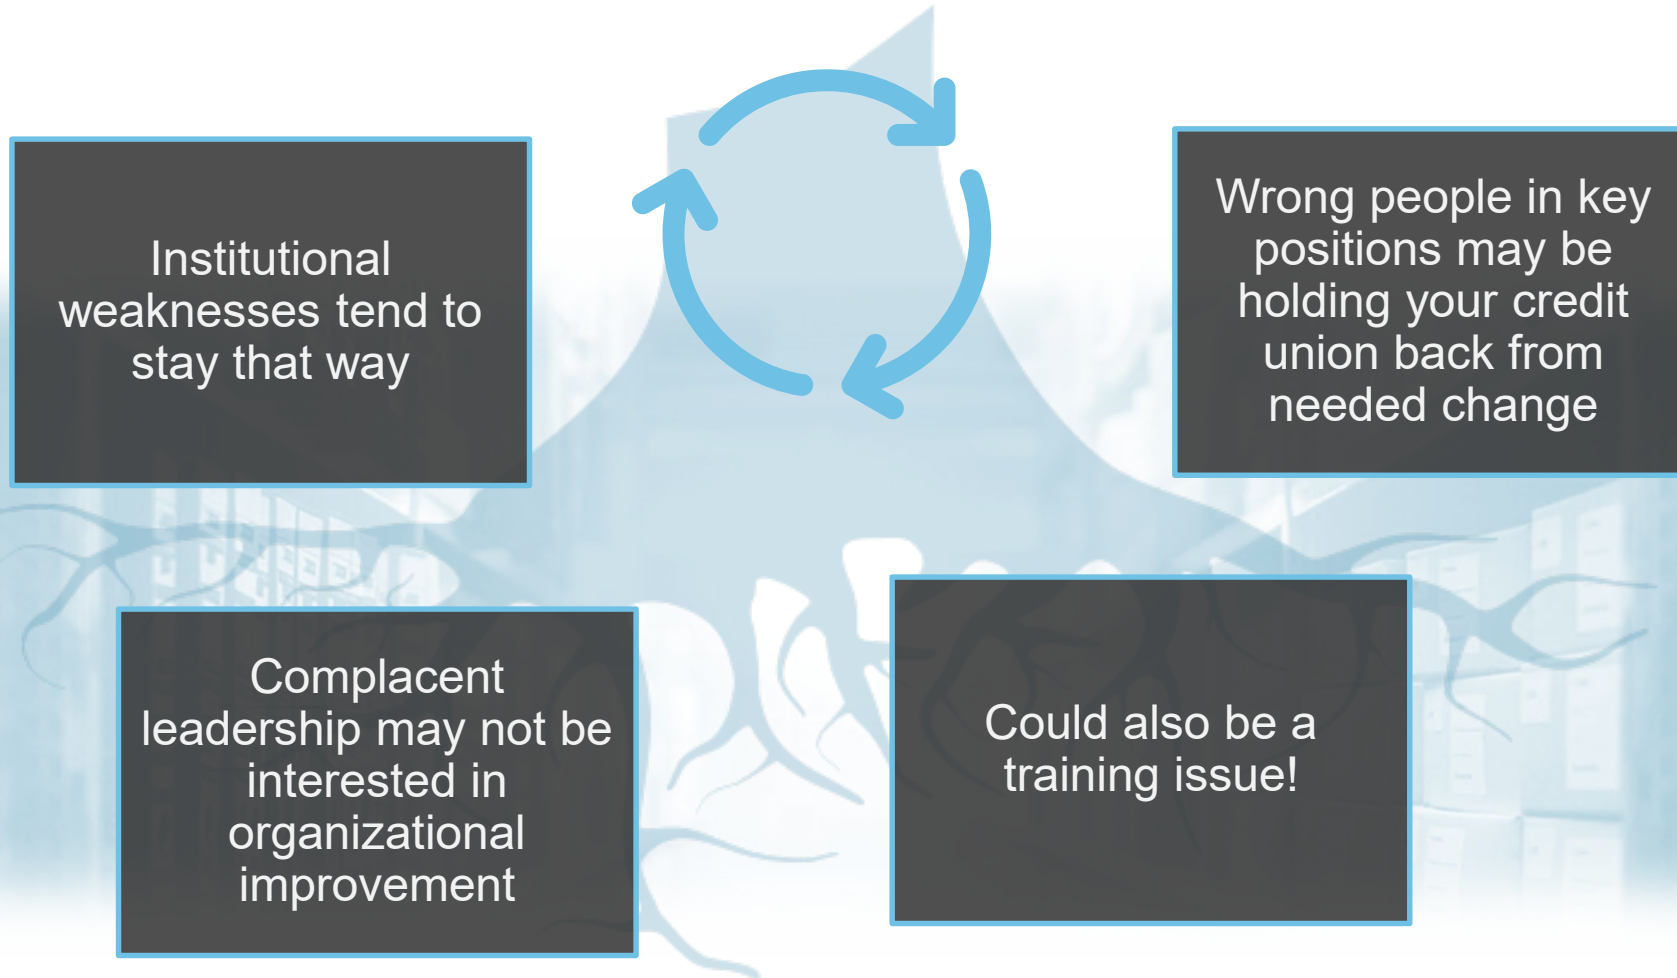 Institutional
weaknesses tend to
stay that way
Wrong people in key
positions may be
holding your credit
union back from
needed change
Complacent
leadership may not be
interested in
organizational
improvement
Could also be a
training issue!